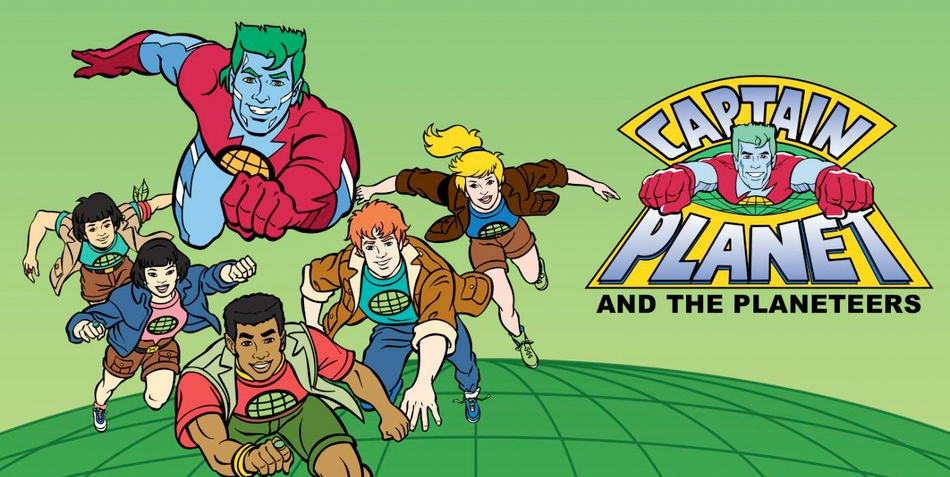 CAPTAIN
PLANET
AND THE PLANETEERS